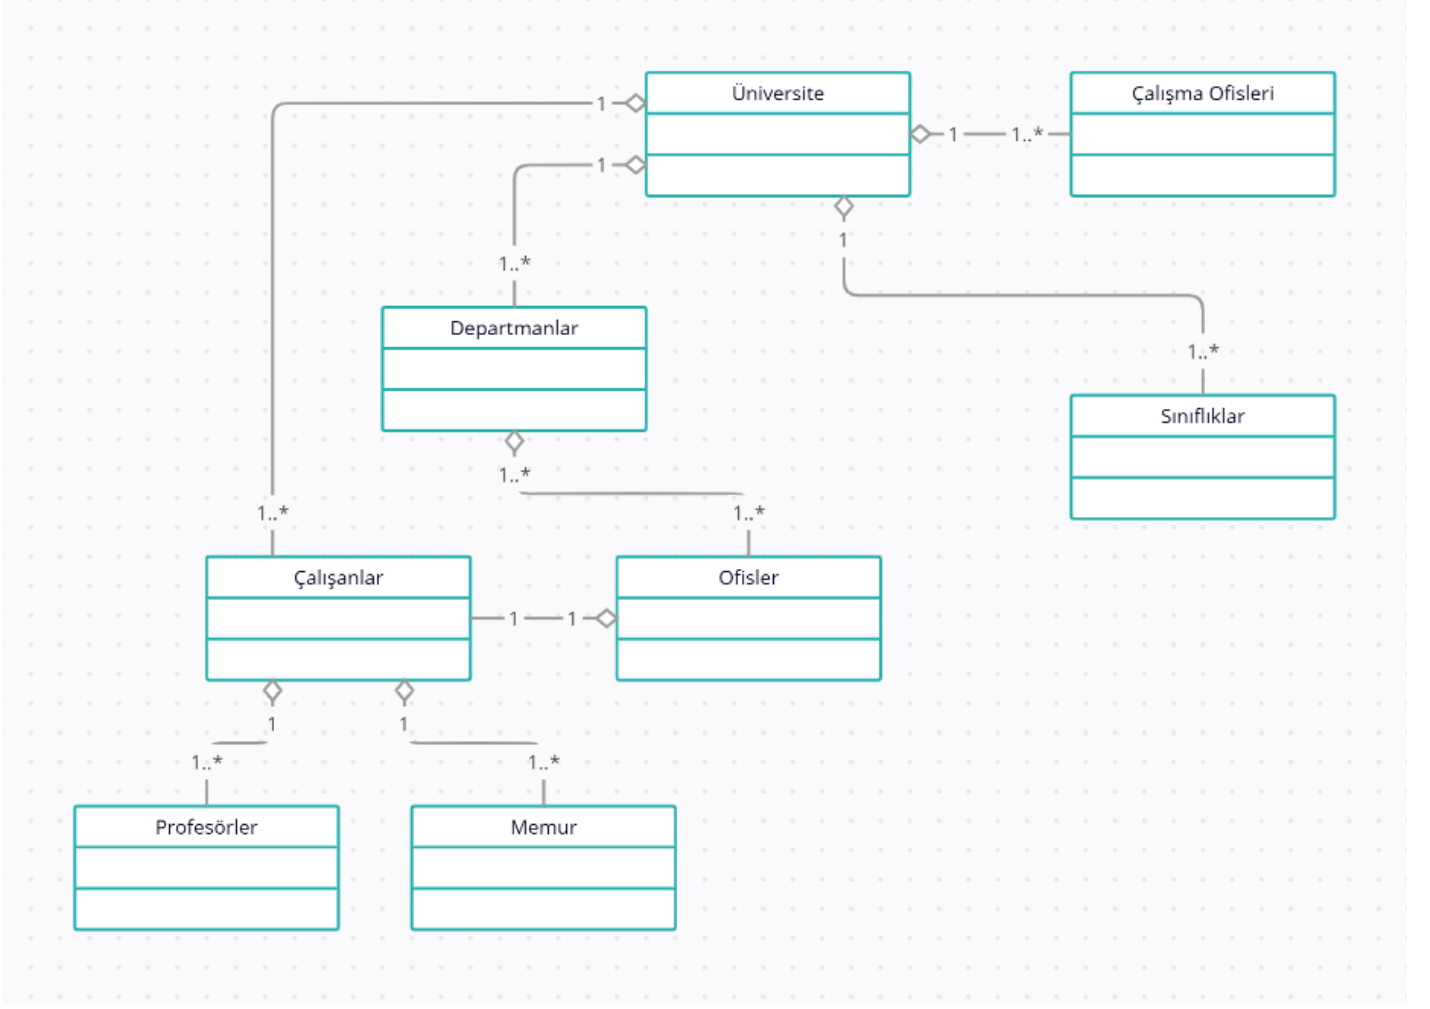 Üniversite
Çalışma Ofisleri
1
1
1..*
1
1
1..*
1..*
Departmanlar
Sınıflıklar
1..*
1..*
1..*
Çalışanlar
Ofisler
1
1
1
1
1..*
1..*
Profesörler
Memur